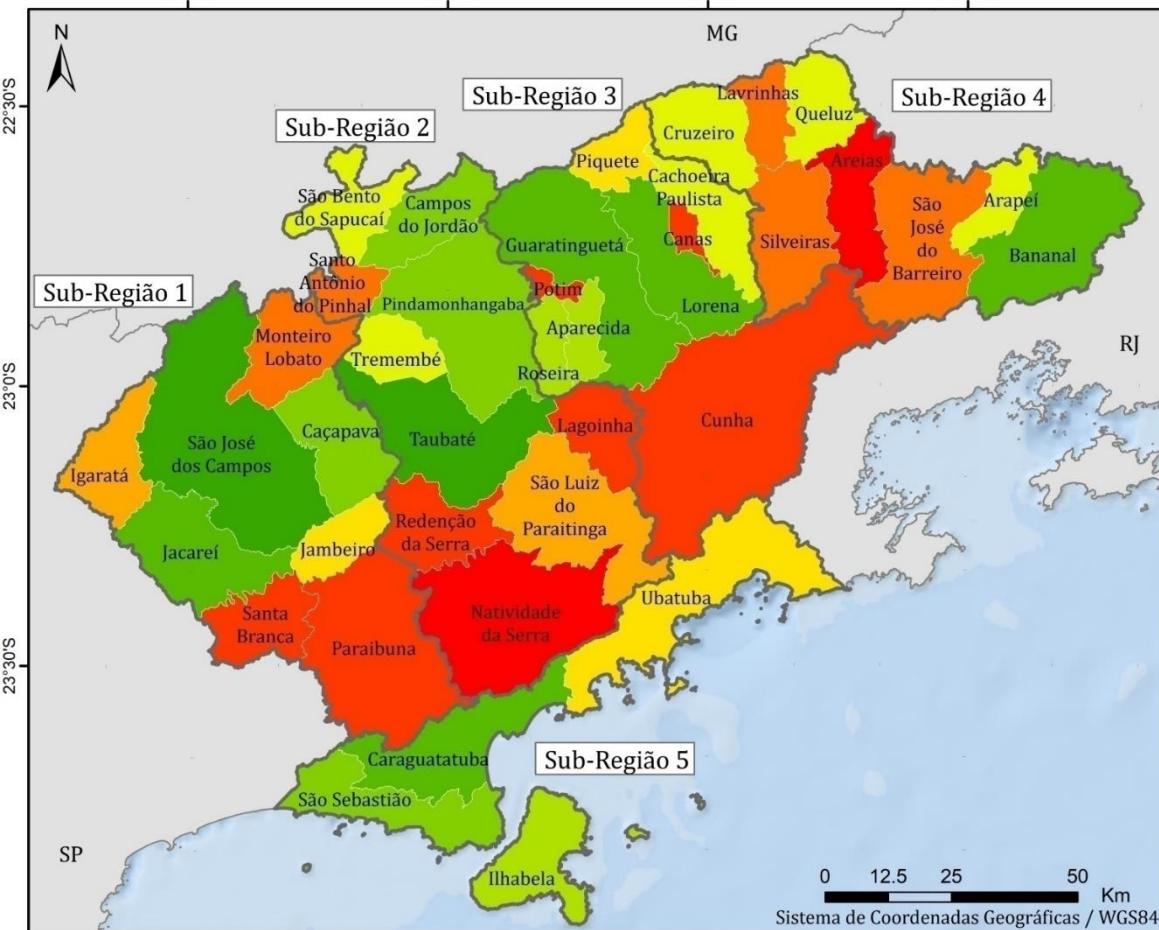 N
MG
Sub-Região 3
Sub-Região 4
Sub-Região 2
Sub-Região 1
Sub-Região 5
22°30'S
23°0'S
23°30'S
Lavrinhas
Queluz
Cruzeiro
Piquete
Areias
Cachoeira
Paulista
São Bento
do Sapucaí
Campos
do Jordão
Arapeí
São
José
do
Barreiro
Guaratinguetá
Canas
Silveiras
Bananal
Santo
Antônio
do Pinhal
Potim
Pindamonhangaba
Lorena
Aparecida
Monteiro
Lobato
RJ
Tremembé
Roseira
Cunha
Lagoinha
Caçapava
Taubaté
São José
dos Campos
Igaratá
São Luiz
do
Paraitinga
Redenção
da Serra
Jambeiro
Jacareí
Ubatuba
Natividade
da Serra
Santa
Branca
Paraibuna
Caraguatatuba
São Sebastião
SP
Ilhabela
0 12.5 25 50
Km
Sistema de Coordenadas Geográficas / WGS84